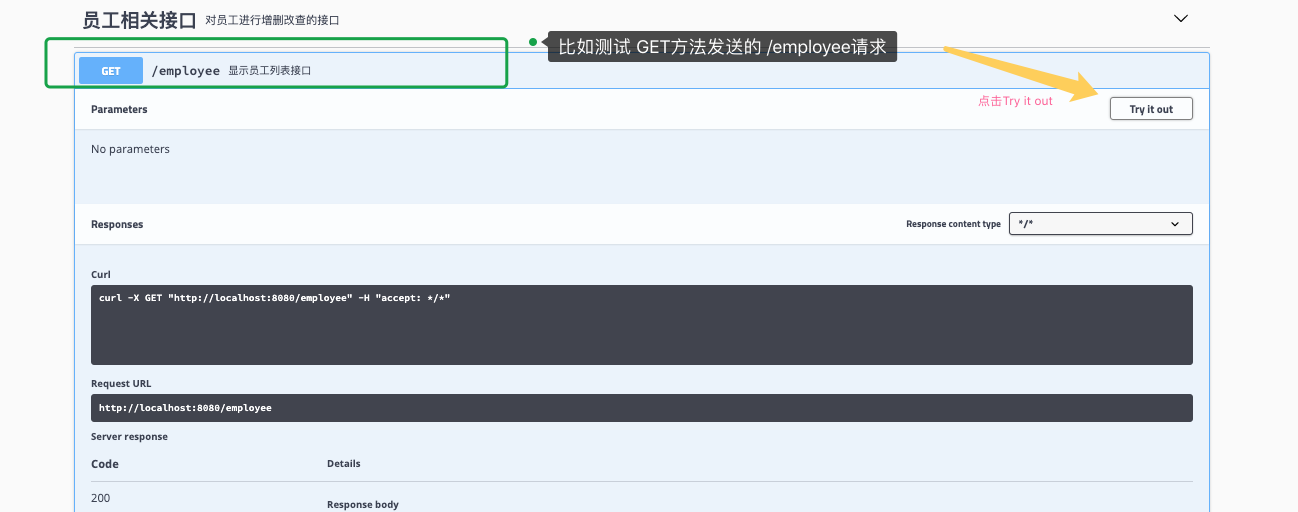 员工相关接口 对员工进行增删改查的接口
比如测试 GET方法发送的 /employee请求
GET /employee 显示员工列表接口
点击Try it out
Parameters Try it out
No parameters
Responses Response content type */*
Curl
curl -X GET "http://localhost:8080/employee" -H "accept: */*"
Request URL
http://localhost:8080/employee
Server response
Code Details
200 Response body